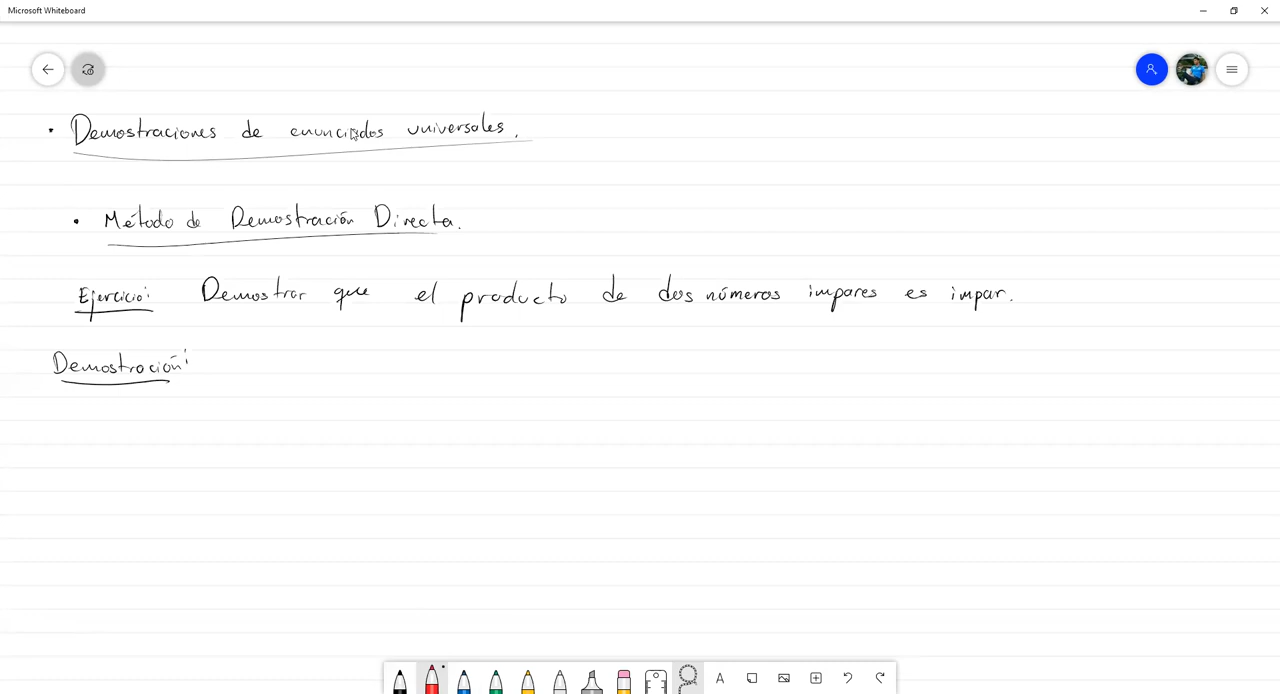 Microsoft Whiteboard
• Demostraciones de enunciados universales.
• Método de Demostración Directa.
Ejercicio: Demostrar que el producto de dos números impares es impar.
Demostración:
A